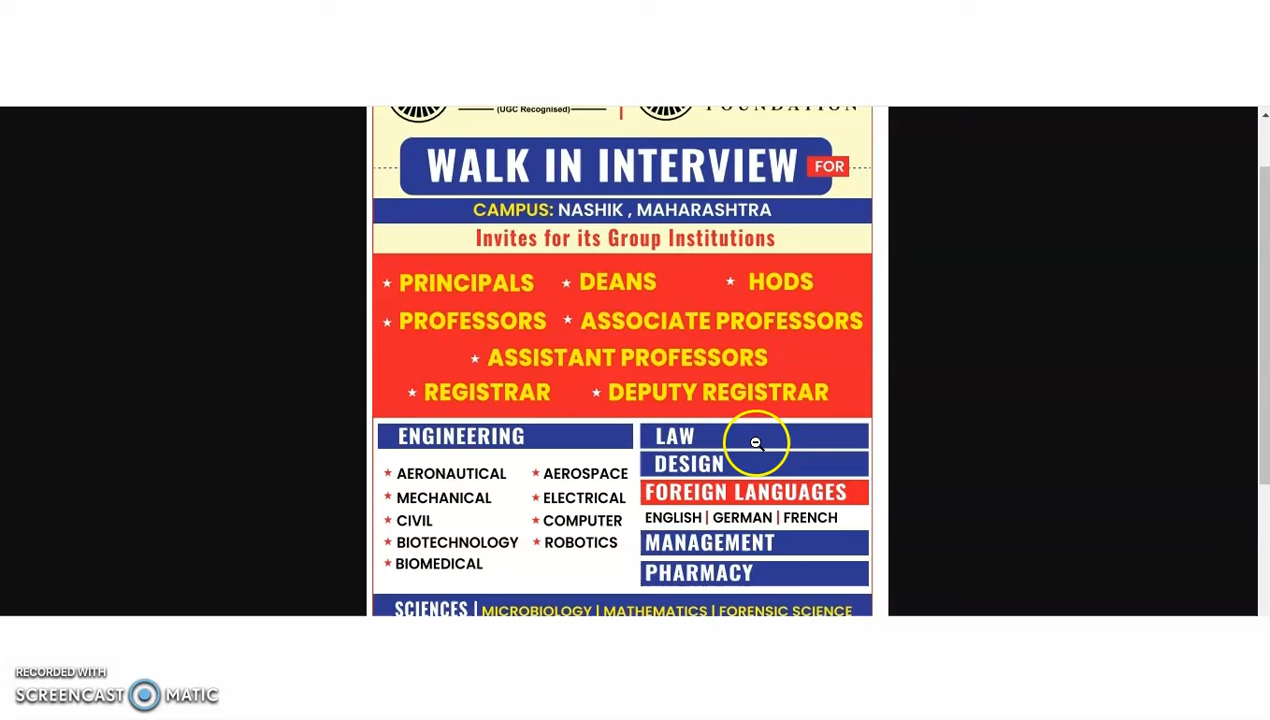 (UGC Recognised)
FOUNDATION
WALK IN INTERVIEW FOR
CAMPUS: NASHIK , MAHARASHTRA
Invites for its Group Institutions
PRINCIPALS
DEANS
HODS
PROFESSORS
ASSOCIATE PROFESSORS
ASSISTANT PROFESSORS
REGISTRAR
DEPUTY REGISTRAR
ENGINEERING
AERONAUTICAL
AEROSPACE
MECHANICAL
ELECTRICAL
CIVIL
COMPUTER
BIOTECHNOLOGY
ROBOTICS
BIOMEDICAL
LAW
DESIGN
FOREIGN LANGUAGES
ENGLISH | GERMAN | FRENCH
MANAGEMENT
PHARMACY
SCIENCES | MICROBIOLOGY | MATHEMATICS | FORENSIC SCIENCE
RECORDED WITH
SCREENCAST MATIC